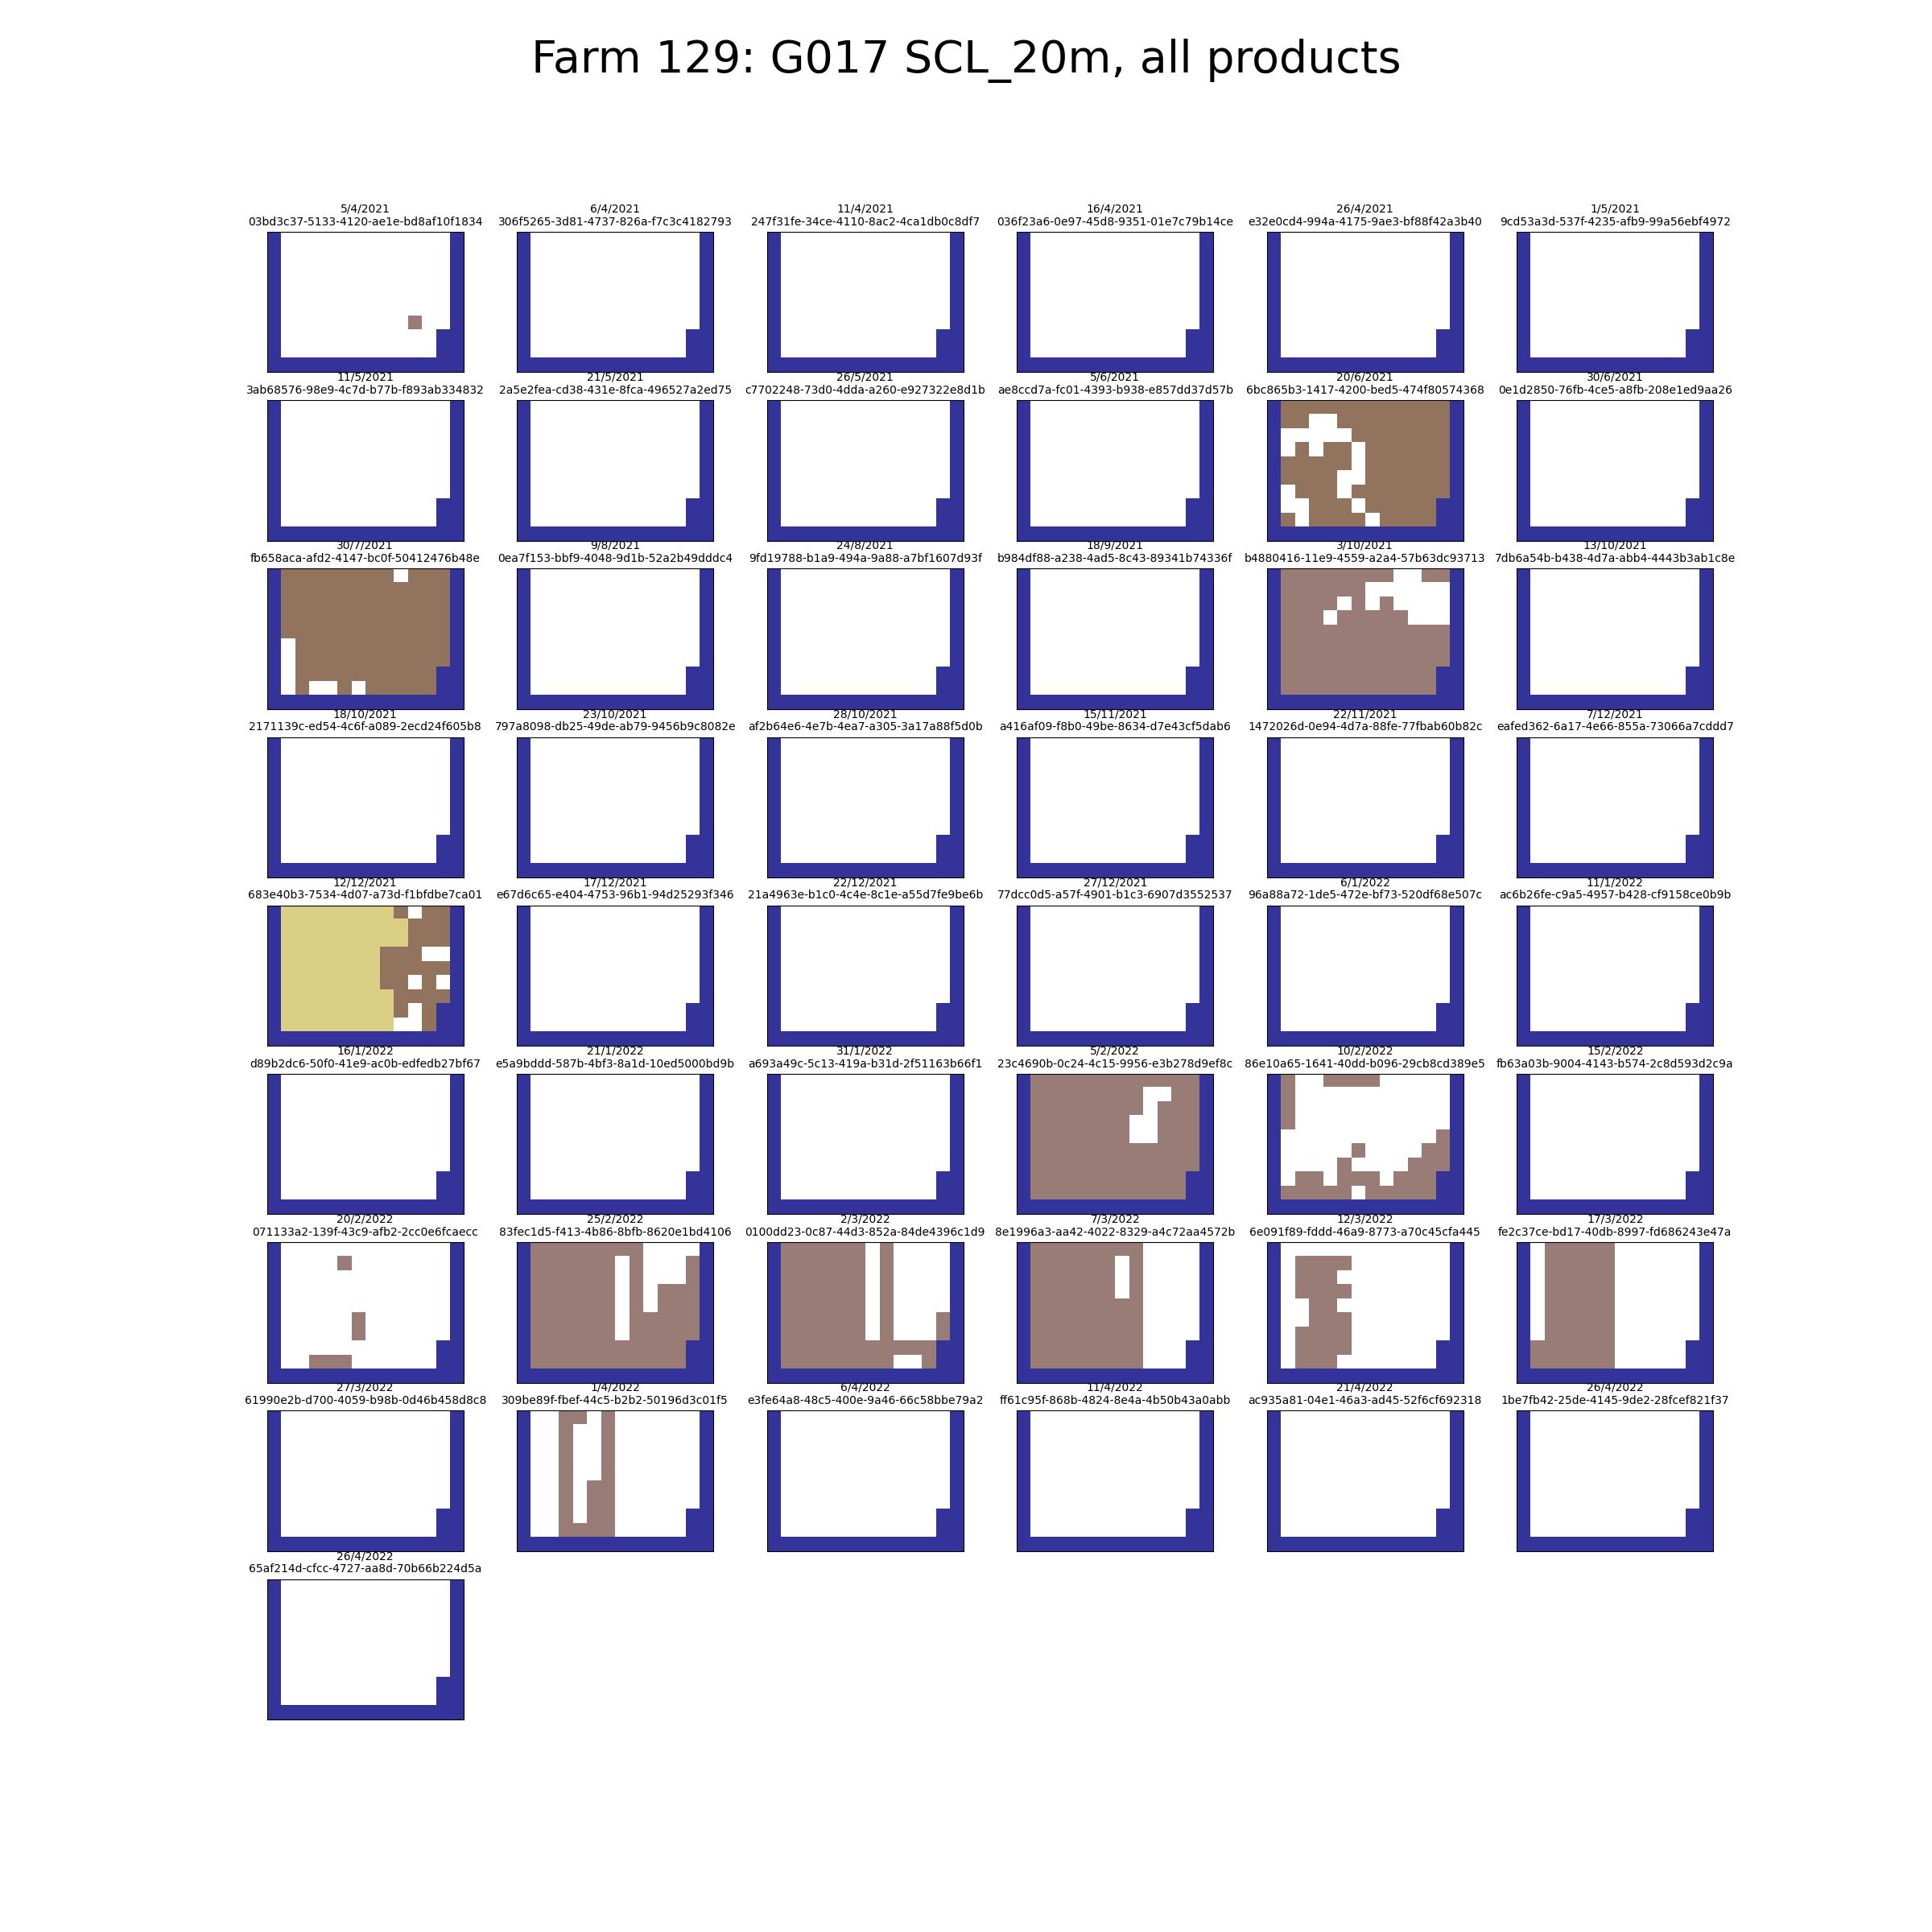 Farm 129: G017 SCL_20m, all products
5/4/2021
03bd3c37-5133-4120-ae1e-bd8af10f1834
6/4/2021
306f5265-3d81-4737-826a-f7c3c4182793
11/4/2021
247f31fe-34ce-4110-8ac2-4ca1db0c8df7
16/4/2021
036f23a6-0e97-45d8-9351-01e7c79b14ce
26/4/2021
e32e0cd4-994a-4175-9ae3-bf88f42a3b40
1/5/2021
9cd53a3d-537f-4235-afb9-99a56ebf4972
11/5/2021
3ab68576-98e9-4c7d-b77b-f893ab334832
21/5/2021
2a5e2fea-cd38-431e-8fca-496527a2ed75
26/5/2021
c7702248-73d0-4dda-a260-e927322e8d1b
5/6/2021
ae8ccd7a-fc01-4393-b938-e857dd37d57b
20/6/2021
6bc865b3-1417-4200-bed5-474f80574368
30/6/2021
0e1d2850-76fb-4ce5-a8fb-208e1ed9aa26
30/7/2021
fb658aca-afd2-4147-bc0f-50412476b48e
9/8/2021
0ea7f153-bbf9-4048-9d1b-52a2b49dddc4
24/8/2021
9fd19788-b1a9-494a-9a88-a7bf1607d93f
18/9/2021
b984df88-a238-4ad5-8c43-89341b74336f
3/10/2021
b4880416-11e9-4559-a2a4-57b63dc93713
13/10/2021
7db6a54b-b438-4d7a-abb4-4443b3ab1c8e
18/10/2021
2171139c-ed54-4c6f-a089-2ecd24f605b8
23/10/2021
797a8098-db25-49de-ab79-9456b9c8082e
28/10/2021
af2b64e6-4e7b-4ea7-a305-3a17a88f5d0b
15/11/2021
a416af09-f8b0-49be-8634-d7e43cf5dab6
22/11/2021
1472026d-0e94-4d7a-88fe-77fbab60b82c
7/12/2021
eafed362-6a17-4e66-855a-73066a7cddd7
12/12/2021
683e40b3-7534-4d07-a73d-f1bfdbe7ca01
17/12/2021
e67d6c65-e404-4753-96b1-94d25293f346
22/12/2021
21a4963e-b1c0-4c4e-8c1e-a55d7fe9be6b
27/12/2021
77dcc0d5-a57f-4901-b1c3-6907d3552537
6/1/2022
96a88a72-1de5-472e-bf73-520df68e507c
11/1/2022
ac6b26fe-c9a5-4957-b428-cf9158ce0b9b
16/1/2022
d89b2dc6-50f0-41e9-ac0b-edfedb27bf67
21/1/2022
e5a9bddd-587b-4bf3-8a1d-10ed5000bd9b
31/1/2022
a693a49c-5c13-419a-b31d-2f51163b66f1
5/2/2022
23c4690b-0c24-4c15-9956-e3b278d9ef8c
10/2/2022
86e10a65-1641-40dd-b096-29cb8cd389e5
15/2/2022
fb63a03b-9004-4143-b574-2c8d593d2c9a
20/2/2022
071133a2-139f-43c9-afb2-2cc0e6fcaecc
25/2/2022
83fec1d5-f413-4b86-8bfb-8620e1bd4106
2/3/2022
0100dd23-0c87-44d3-852a-84de4396c1d9
7/3/2022
8e1996a3-aa42-4022-8329-a4c72aa4572b
12/3/2022
6e091f89-fddd-46a9-8773-a70c45cfa445
17/3/2022
fe2c37ce-bd17-40db-8997-fd686243e47a
27/3/2022
61990e2b-d700-4059-b98b-0d46b458d8c8
1/4/2022
309be89f-fbef-44c5-b2b2-50196d3c01f5
6/4/2022
e3fe64a8-48c5-400e-9a46-66c58bbe79a2
11/4/2022
ff61c95f-868b-4824-8e4a-4b50b43a0abb
21/4/2022
ac935a81-04e1-46a3-ad45-52f6cf692318
26/4/2022
1be7fb42-25de-4145-9de2-28fcef821f37
26/4/2022
65af214d-cfcc-4727-aa8d-70b66b224d5a